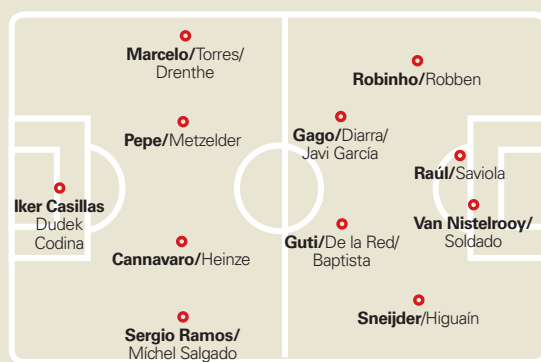 Marcelo/Torres/
Drenthe
Pepe/Metzelder
Iker Casillas
Dudek
Codina
Cannavaro/Heinze
Sergio Ramos/
Míchel Salgado
Robinho/Robben
Gago/Diarra/
Javi García
Raúl/Saviola
Van Nistelrooy/
Soldado
Guti/De la Red/
Baptista
Sneijder/Higuaín